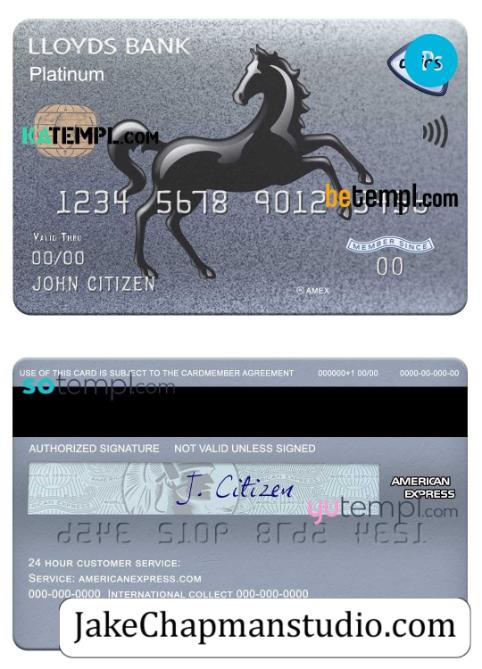 LLOYDS BANK
Platinum
Ps
KATEMPL.COM
1234 5678 9012 3456
betempl.com
VALID THRU
MEMBER SINCE
00/00
00
JOHN CITIZEN
AMEX
USE OF THIS CARD IS SUBJECT TO THE CARDMEMBER AGREEMENT 000000+1 00/00 0000-00-000-00
sotempl.com
AUTHORIZED SIGNATURE NOT VALID UNLESS SIGNED
J. Citizen
AMERICAN
EXPRESS
yutempl.com
24 HOUR CUSTOMER SERVICE:
SERVICE: AMERICANEXPRESS.COM
000-000-0000 INTERNATIONAL COLLECT 000-000-0000
JakeChapmanstudio.com